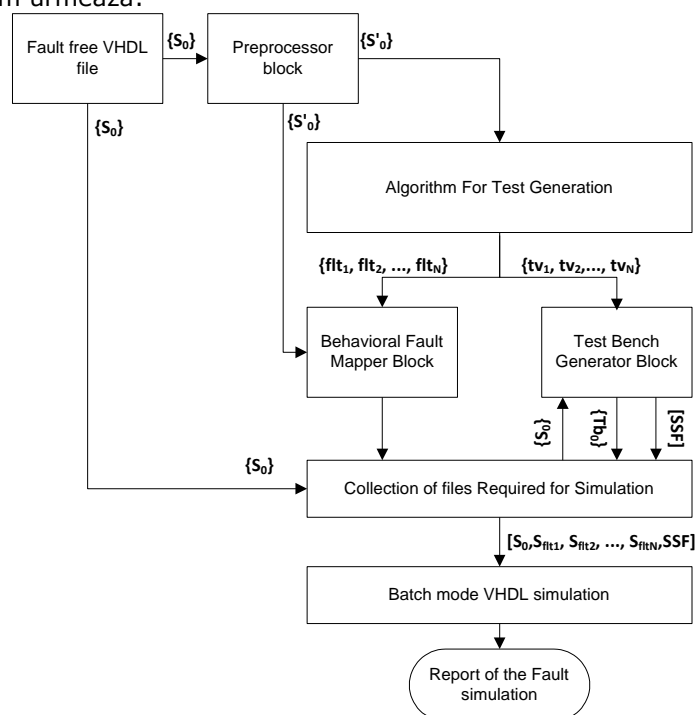 m urmează:
Fault free VHDL
file
{S₀}
Preprocessor
block
{S'₀}
{S₀}
{S'₀}
Algorithm For Test Generation
{flt₁, flt₂, ..., fltN}
{tv₁, tv₂,..., tvN}
Behavioral Fault
Mapper Block
Test Bench
Generator Block
{S₀}
{Tb₀}
[SSF]
{S₀}
Collection of files Required for Simulation
[S₀,Sflt1, Sflt2, ..., SfltN,SSF]
Batch mode VHDL simulation
Report of the Fault
simulation